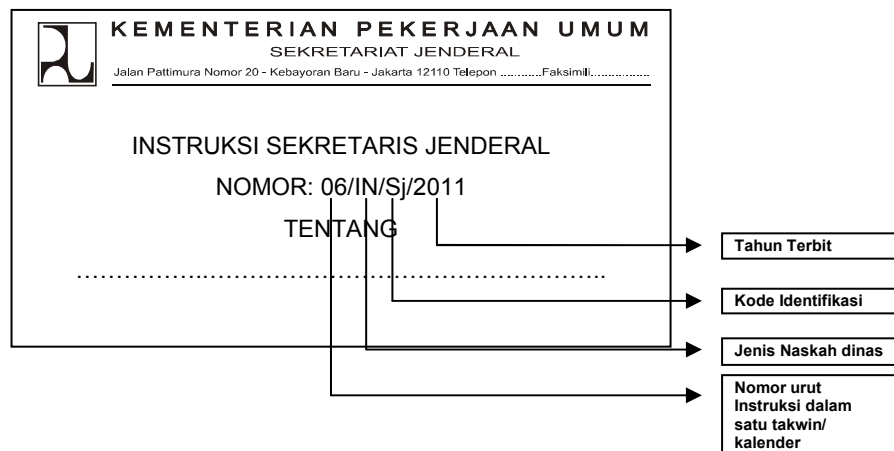 KEMENTERIAN PEKERJAAN UMUM
SEKRETARIAT JENDERAL
Jalan Pattimura Nomor 20 - Kebayoran Baru - Jakarta 12110 Telepon ............Faksimili..................
INSTRUKSI SEKRETARIS JENDERAL
NOMOR: 06/IN/Sj/2011
TENTANG
……………………………………………………………..
Tahun Terbit
Kode Identifikasi
Jenis Naskah dinas
Nomor urut
Instruksi dalam
satu takwin/
kalender